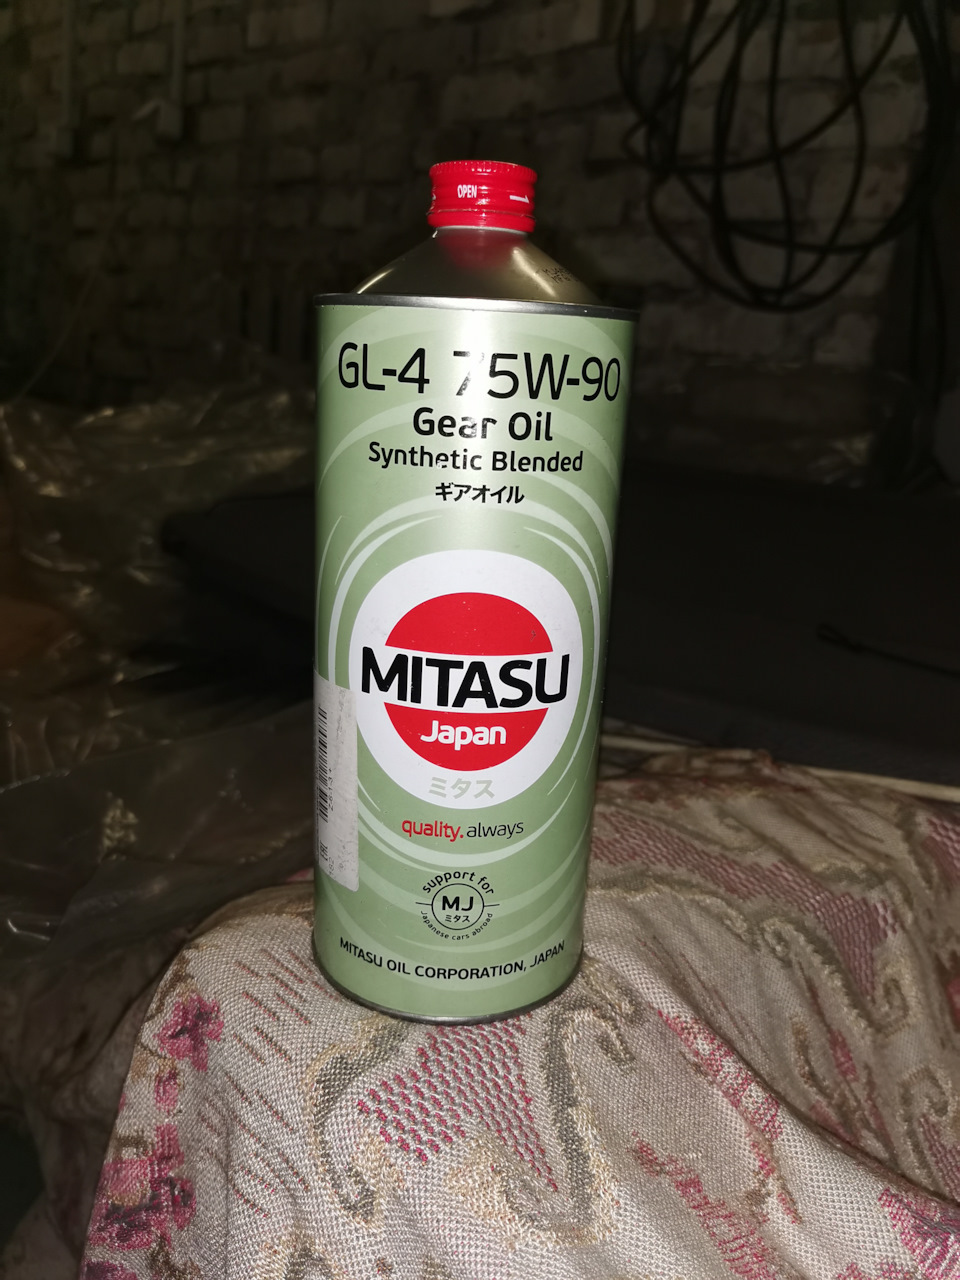 OPEN
GL-4 75W-90
Gear Oil
Synthetic Blended
ギアオイル
MITASU
Japan
ミタス
quality.always
support for
MJ
ミタス
Japanese cars abroad
MITASU OIL CORPORATION, JAPAN